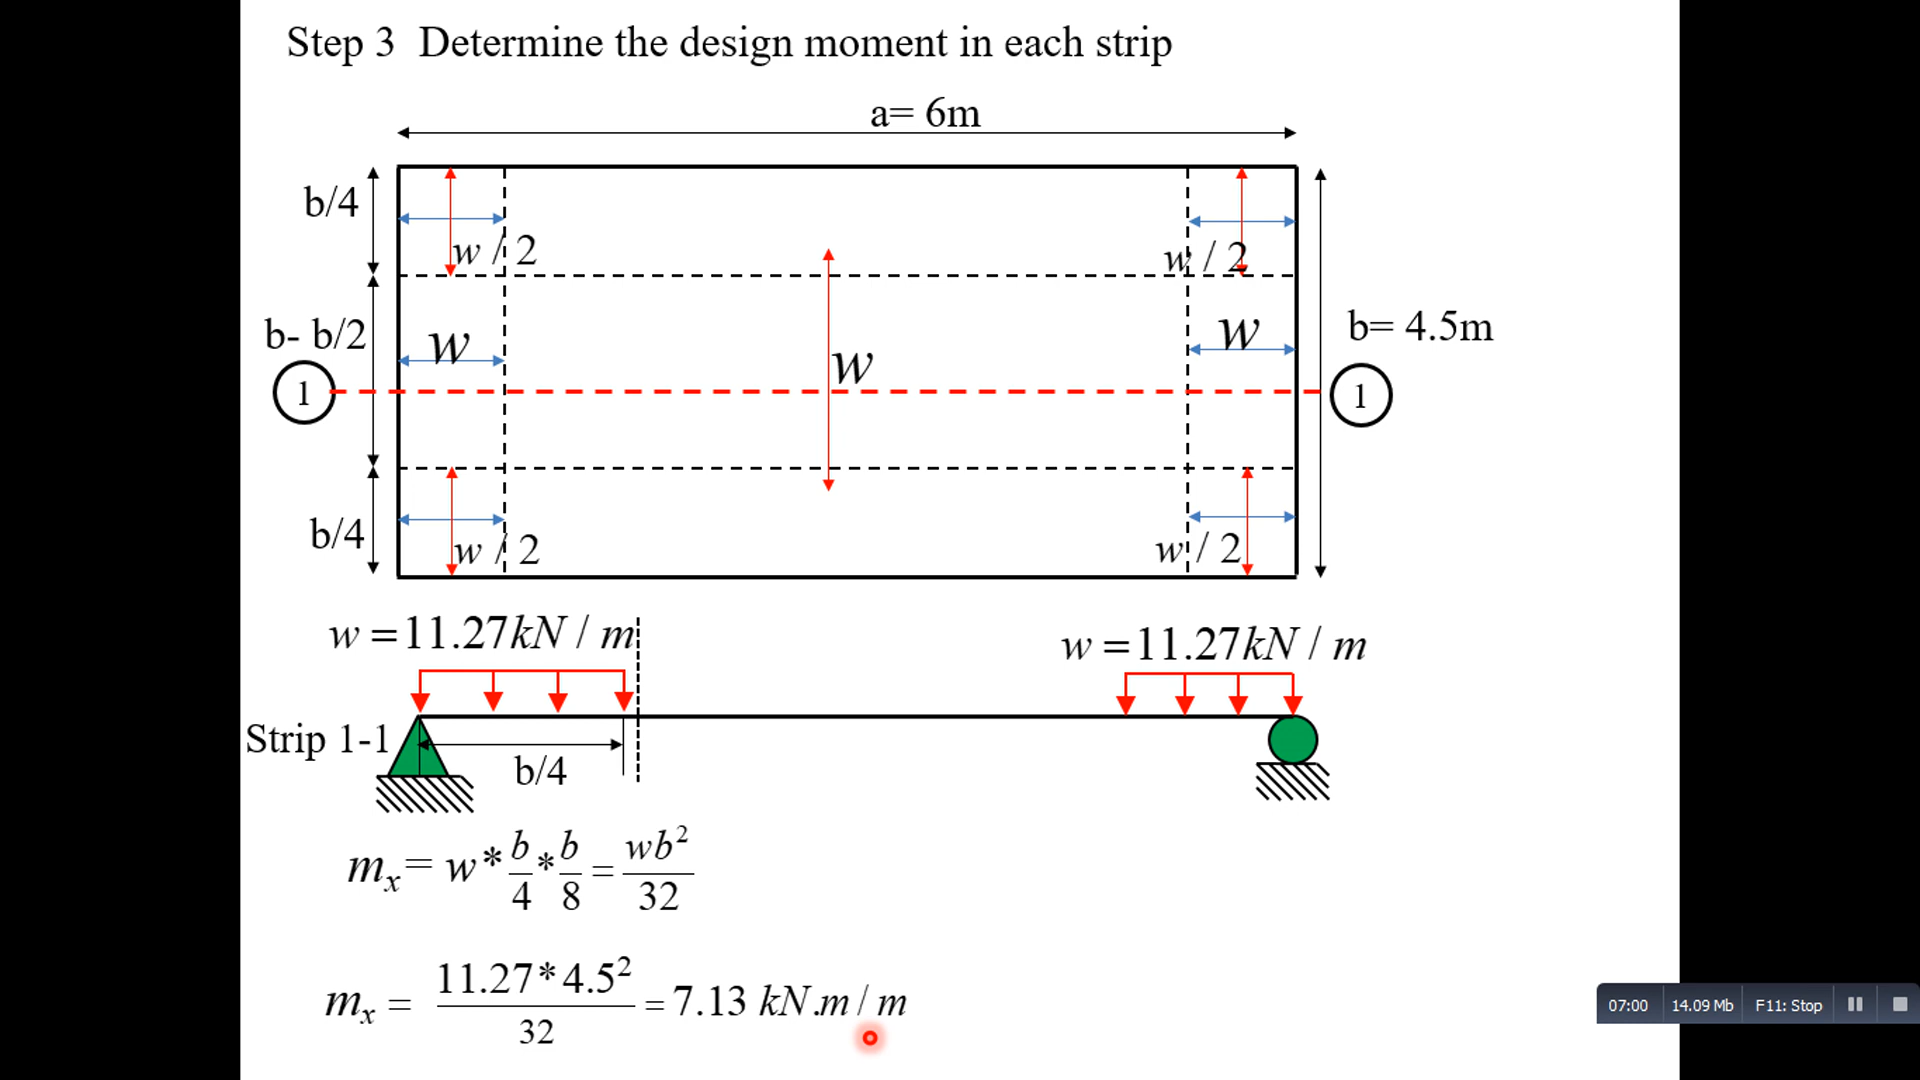 Step 3 Determine the design moment in each strip
a= 6m
b/4
w / 2
w / 2
b- b/2
w
w
w
b= 4.5m
1
1
b/4
w / 2
w / 2
w = 11.27kN / m
w = 11.27kN / m
Strip 1-1
b/4
mₓ = w * b/4 * b/8 = wb²/32
mₓ = 11.27*4.5²/32 = 7.13 kN.m / m
07:00 14.09 Mb F11: Stop